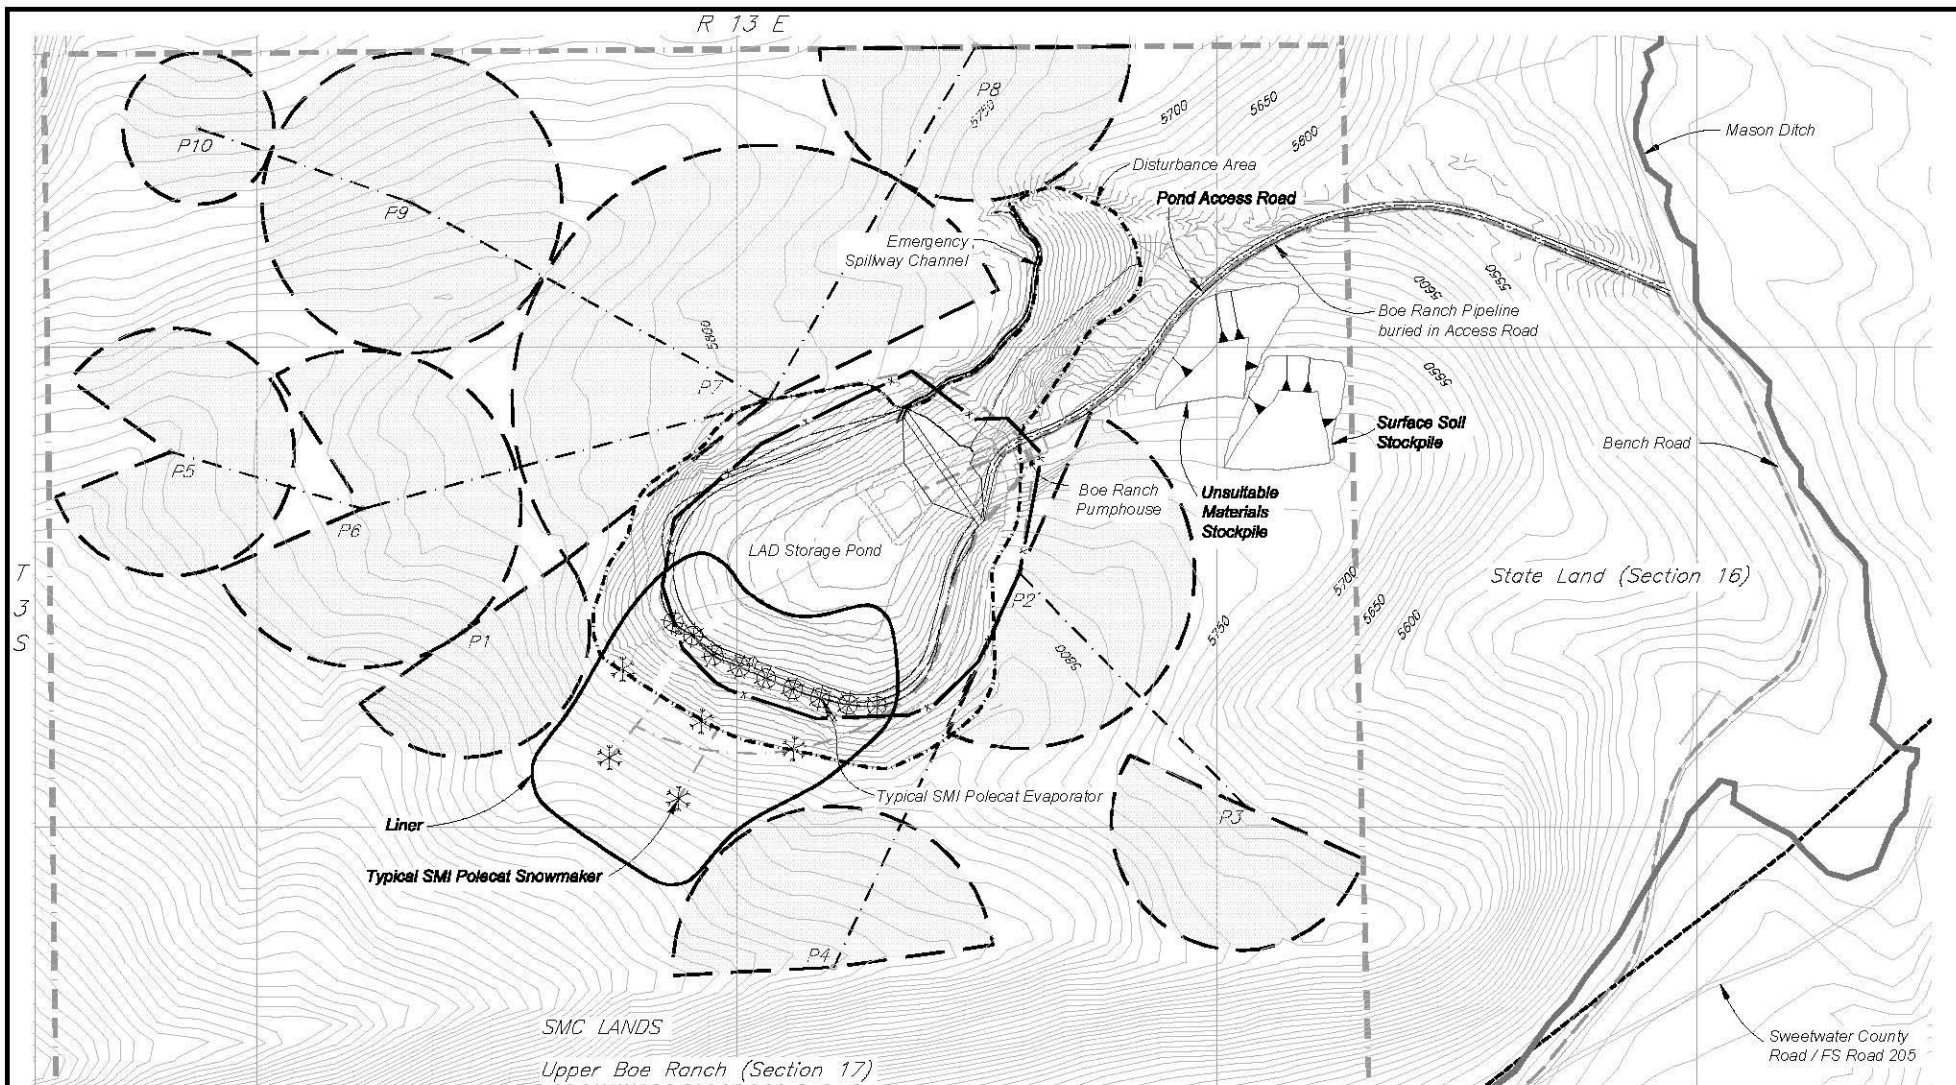 R 13 E
P8
5750
5700
5650
5600
Mason Ditch
P10
Disturbance Area
Pond Access Road
P9
Emergency
Spillway Channel
5550
5600
Boe Ranch Pipeline
buried in Access Road
5800
P7
5650
Surface Soil
Stockpile
Bench Road
P5
Boe Ranch
Pumphouse
Unsuitable
Materials
Stockpile
P6
LAD Storage Pond
T
3
S
State Land (Section 16)
5700
5650
5600
5750
P2
P1
5800
Typical SMI Polecat Evaporator
P3
Liner
Typical SMI Polecat Snowmaker
P4
SMC LANDS
Upper Boe Ranch (Section 17)
Sweetwater County
Road / FS Road 205